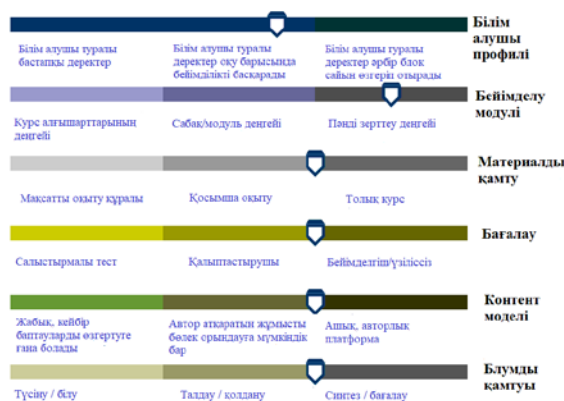 Білім алушы профилі
Білім алушы туралы бастапқы деректер
Білім алушы туралы деректер оқу барысында бейімділікті басқарады
Білім алушы туралы деректер әрбір блок сайын өзгеріп отырады
Бейімделу модулі
Курс алғышарттарының деңгейі
Сабақ/модуль деңгейі
Пәнді зерттеу деңгейі
Материалды қамту
Мақсатты оқыту құралы
Қосымша оқыту
Толық курс
Бағалау
Салыстырмалы тест
Қалыптастырушы
Бейімделгіш/үзіліссіз
Контент моделі
Жабық, кейбір баптауларды өзгертуге ғана болады
Автор атқаратын жұмысты бөлек орындауға мүмкіндік бар
Ашық, авторлық платформа
Блумды қамтуы
Түсіну / білу
Талдау / қолдану
Синтез / бағалау